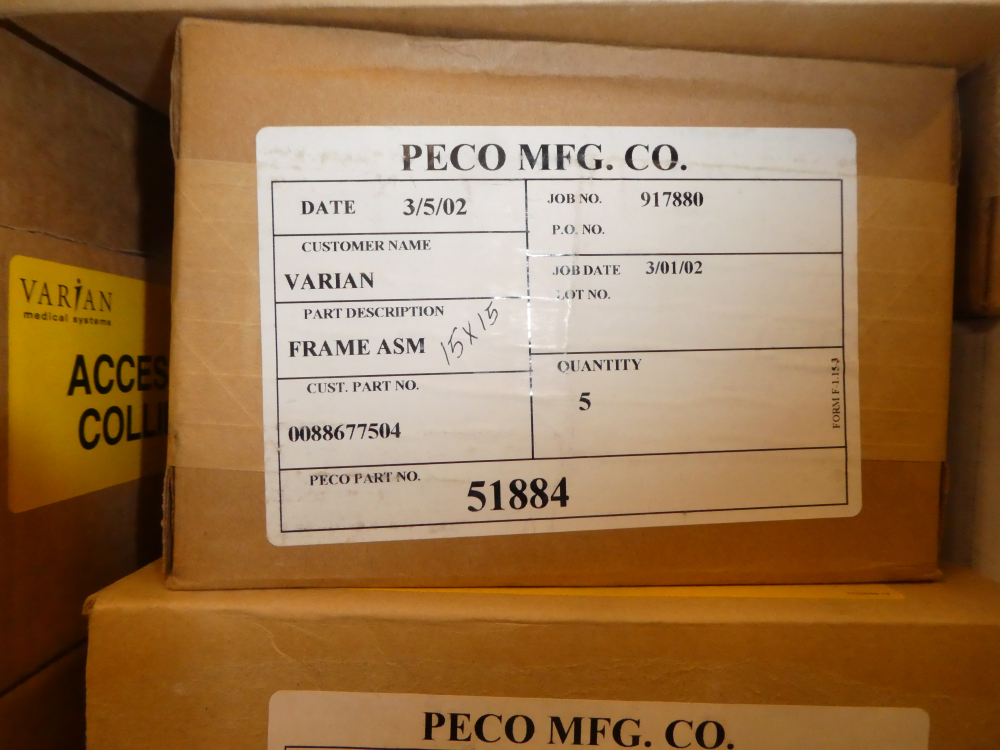 PECO MFG. CO.
DATE 3/5/02
CUSTOMER NAME
VARIAN
PART DESCRIPTION
FRAME ASM 15X15
CUST. PART NO.
0088677504
JOB NO. 917880
P.O. NO.
JOB DATE 3/01/02
LOT NO.
QUANTITY
5
FORM F 1.15-3
PECO PART NO.
51884
VARIAN
medical systems
PECO MFG. CO.